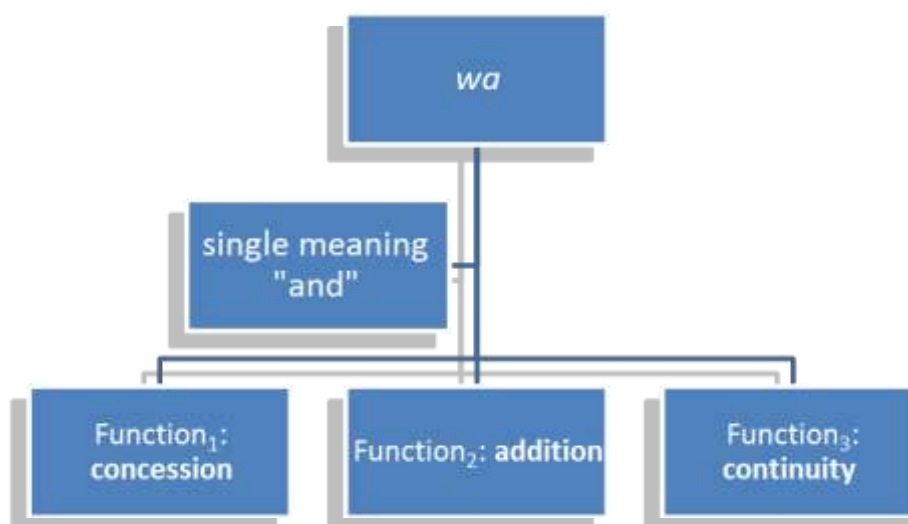 wa
single meaning
"and"
Function₁:
concession
Function₂: addition
Function₃:
continuity